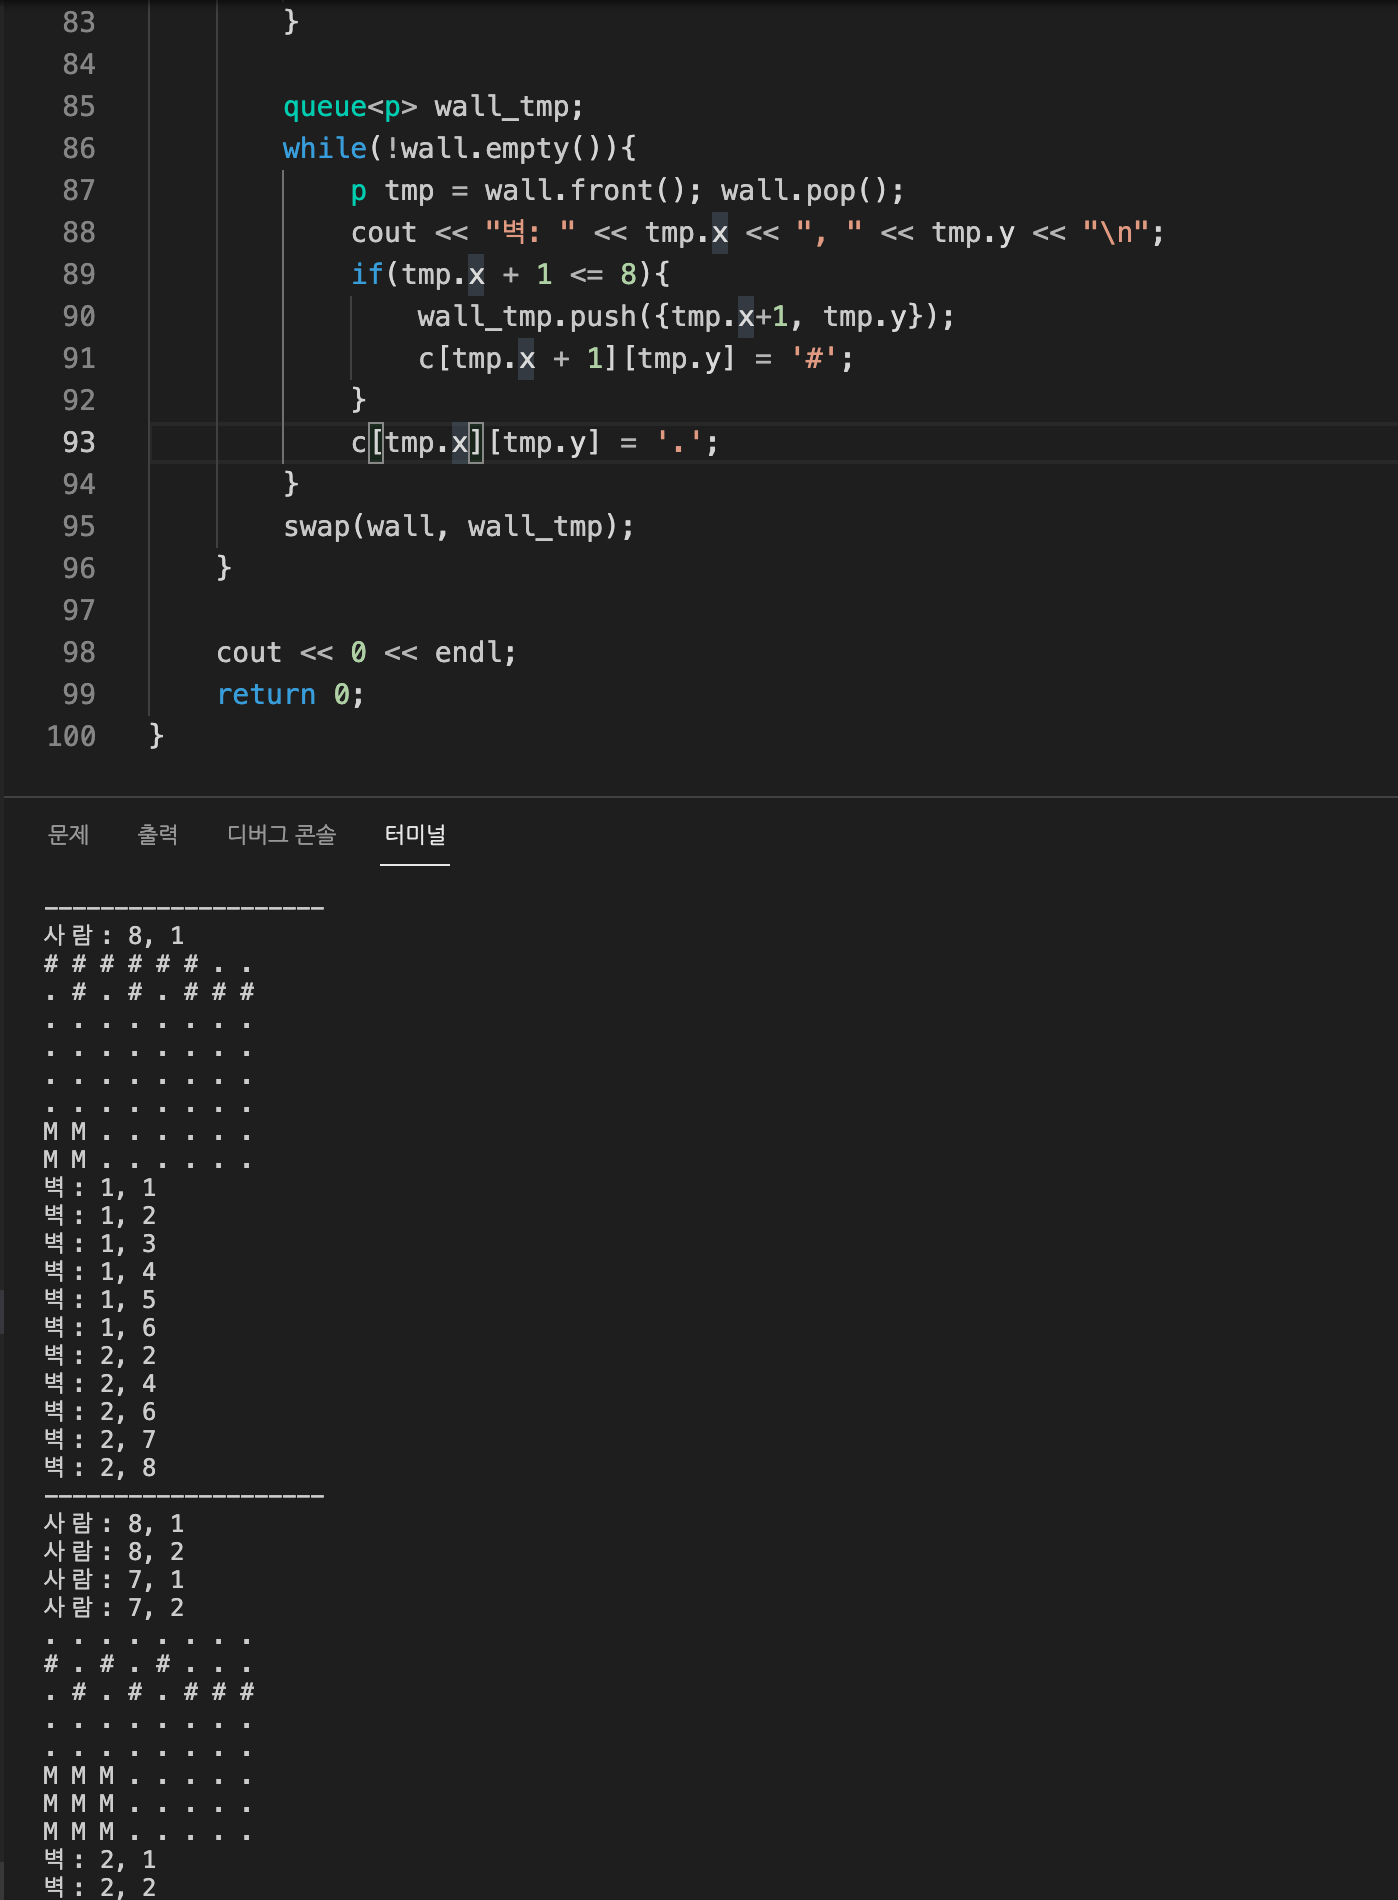 83 }
84
85 queue<p> wall_tmp;
86 while(!wall.empty()){
87 p tmp = wall.front(); wall.pop();
88 cout << "벽: " << tmp.x << ", " << tmp.y << "\n";
89 if(tmp.x + 1 <= 8){
90 wall_tmp.push({tmp.x+1, tmp.y});
91 c[tmp.x + 1][tmp.y] = '#';
92 }
93 c[tmp.x][tmp.y] = '.';
94 }
95 swap(wall, wall_tmp);
96 }
97
98 cout << 0 << endl;
99 return 0;
100 }
문제 출력 디버그 콘솔 터미널
--------------------
사람: 8, 1
# # # # # # . .
. # . # . # # #
. . . . . . . .
. . . . . . . .
. . . . . . . .
. . . . . . . .
M M . . . . . .
M M . . . . . .
벽: 1, 1
벽: 1, 2
벽: 1, 3
벽: 1, 4
벽: 1, 5
벽: 1, 6
벽: 2, 2
벽: 2, 4
벽: 2, 6
벽: 2, 7
벽: 2, 8
--------------------
사람: 8, 1
사람: 8, 2
사람: 7, 1
사람: 7, 2
. . . . . . . .
# . # . # . . .
. # . # . # # #
. . . . . . . .
. . . . . . . .
M M M . . . . .
M M M . . . . .
M M M . . . . .
벽: 2, 1
벽: 2, 2